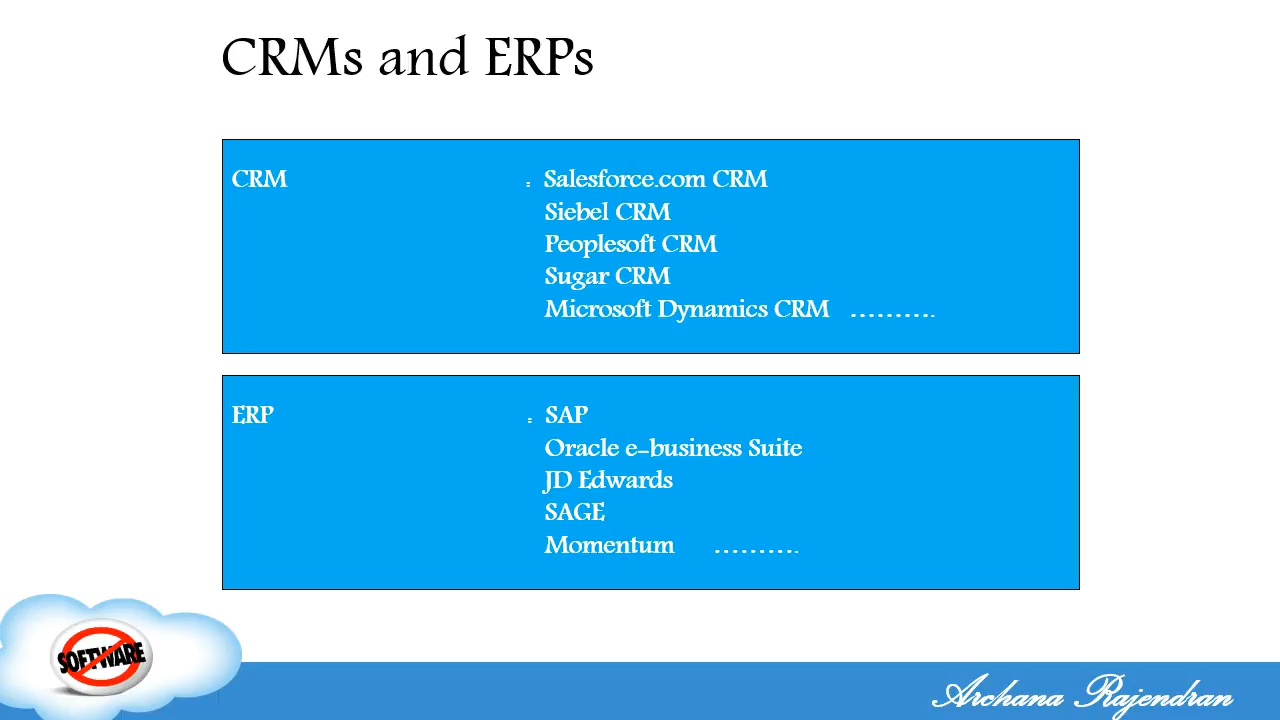 CRMs and ERPs
CRM : Salesforce.com CRM
Siebel CRM
Peoplesoft CRM
Sugar CRM
Microsoft Dynamics CRM ..........
ERP : SAP
Oracle e-business Suite
JD Edwards
SAGE
Momentum ..........
SOFTWARE
Archana Rajendran